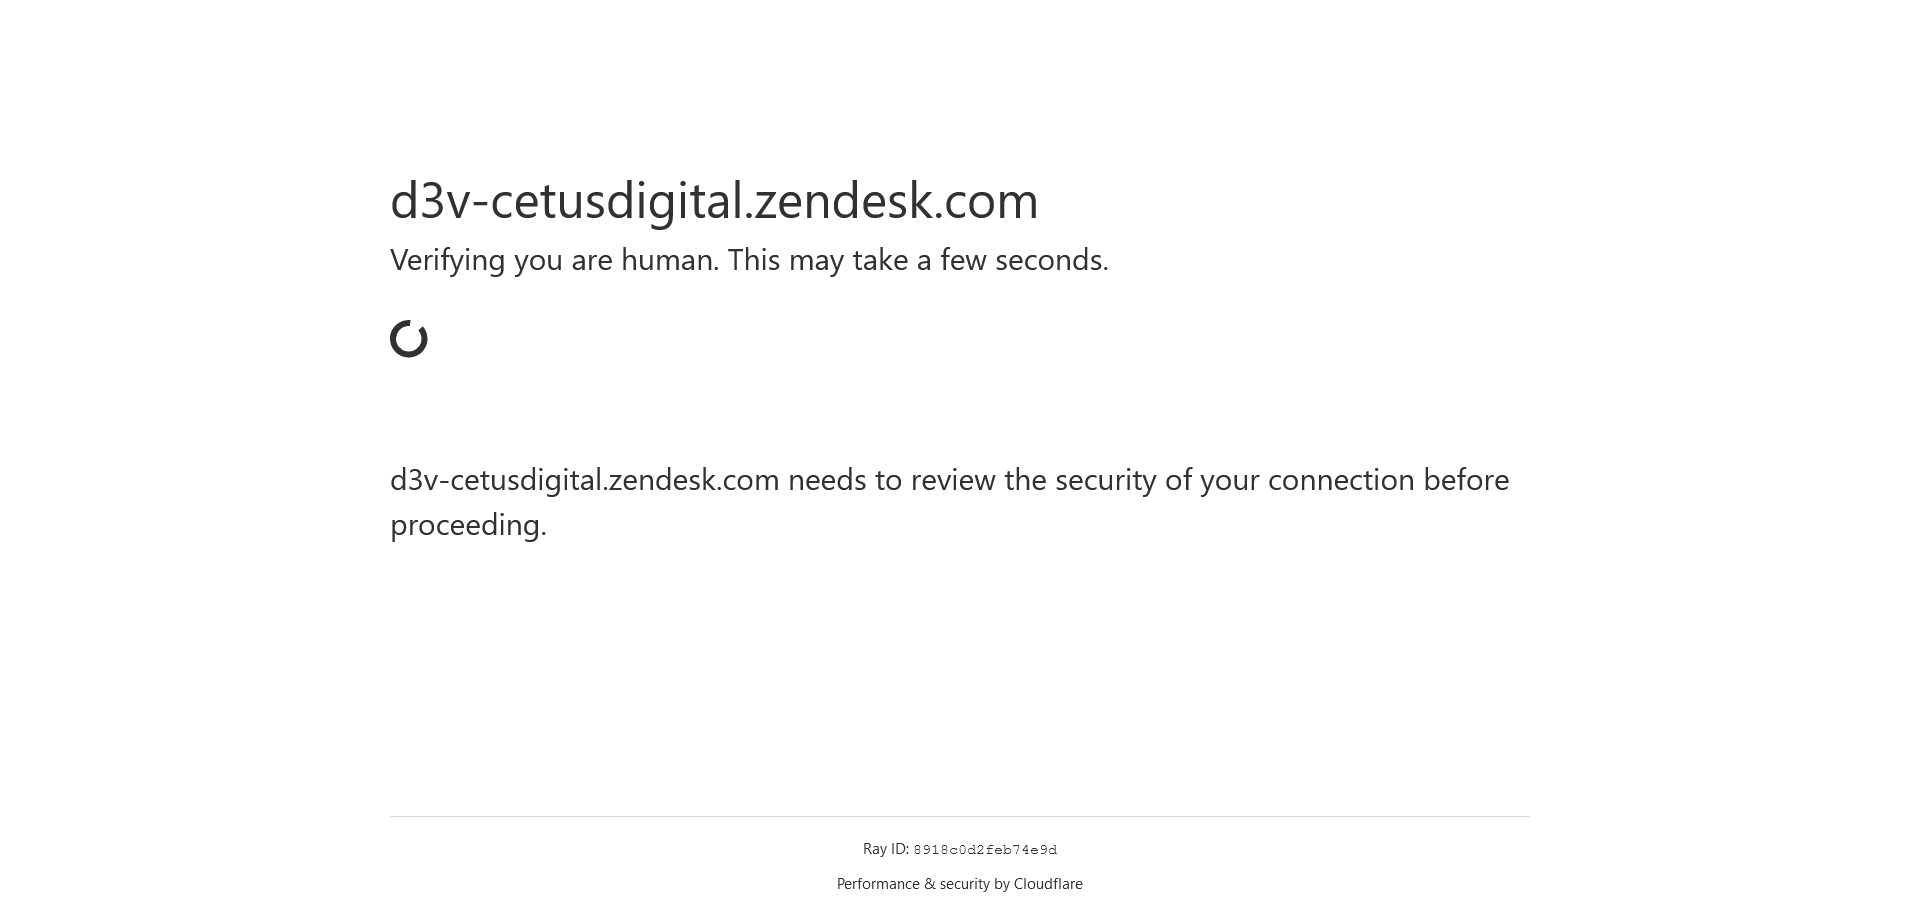 d3v-cetusdigital.zendesk.com
Verifying you are human. This may take a few seconds.
d3v-cetusdigital.zendesk.com needs to review the security of your connection before
proceeding.
Ray ID: 8918c0d2feb74e9d
Performance & security by Cloudflare